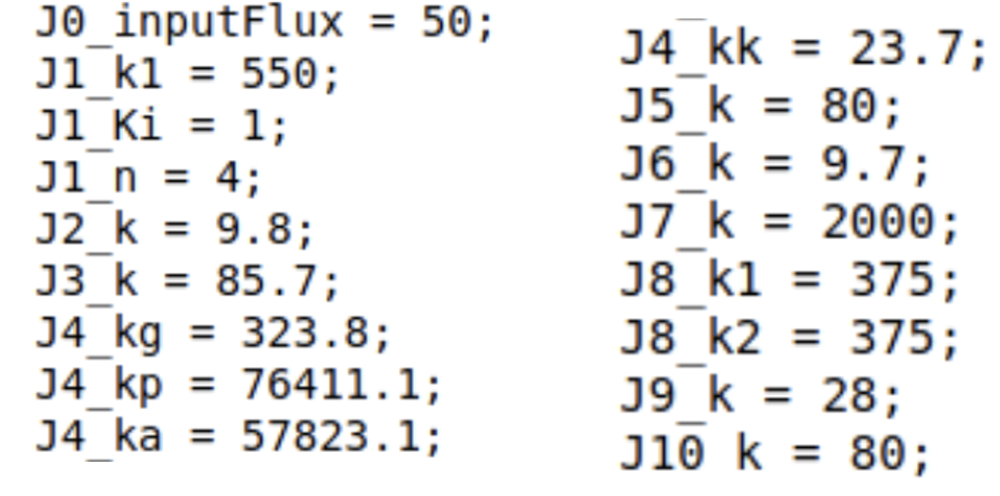 J0_inputFlux = 50;
J1_k1 = 550;
J1_Ki = 1;
J1_n = 4;
J2_k = 9.8;
J3_k = 85.7;
J4_kg = 323.8;
J4_kp = 76411.1;
J4_ka = 57823.1;
J4_kk = 23.7;
J5_k = 80;
J6_k = 9.7;
J7_k = 2000;
J8_k1 = 375;
J8_k2 = 375;
J9_k = 28;
J10 k = 80;